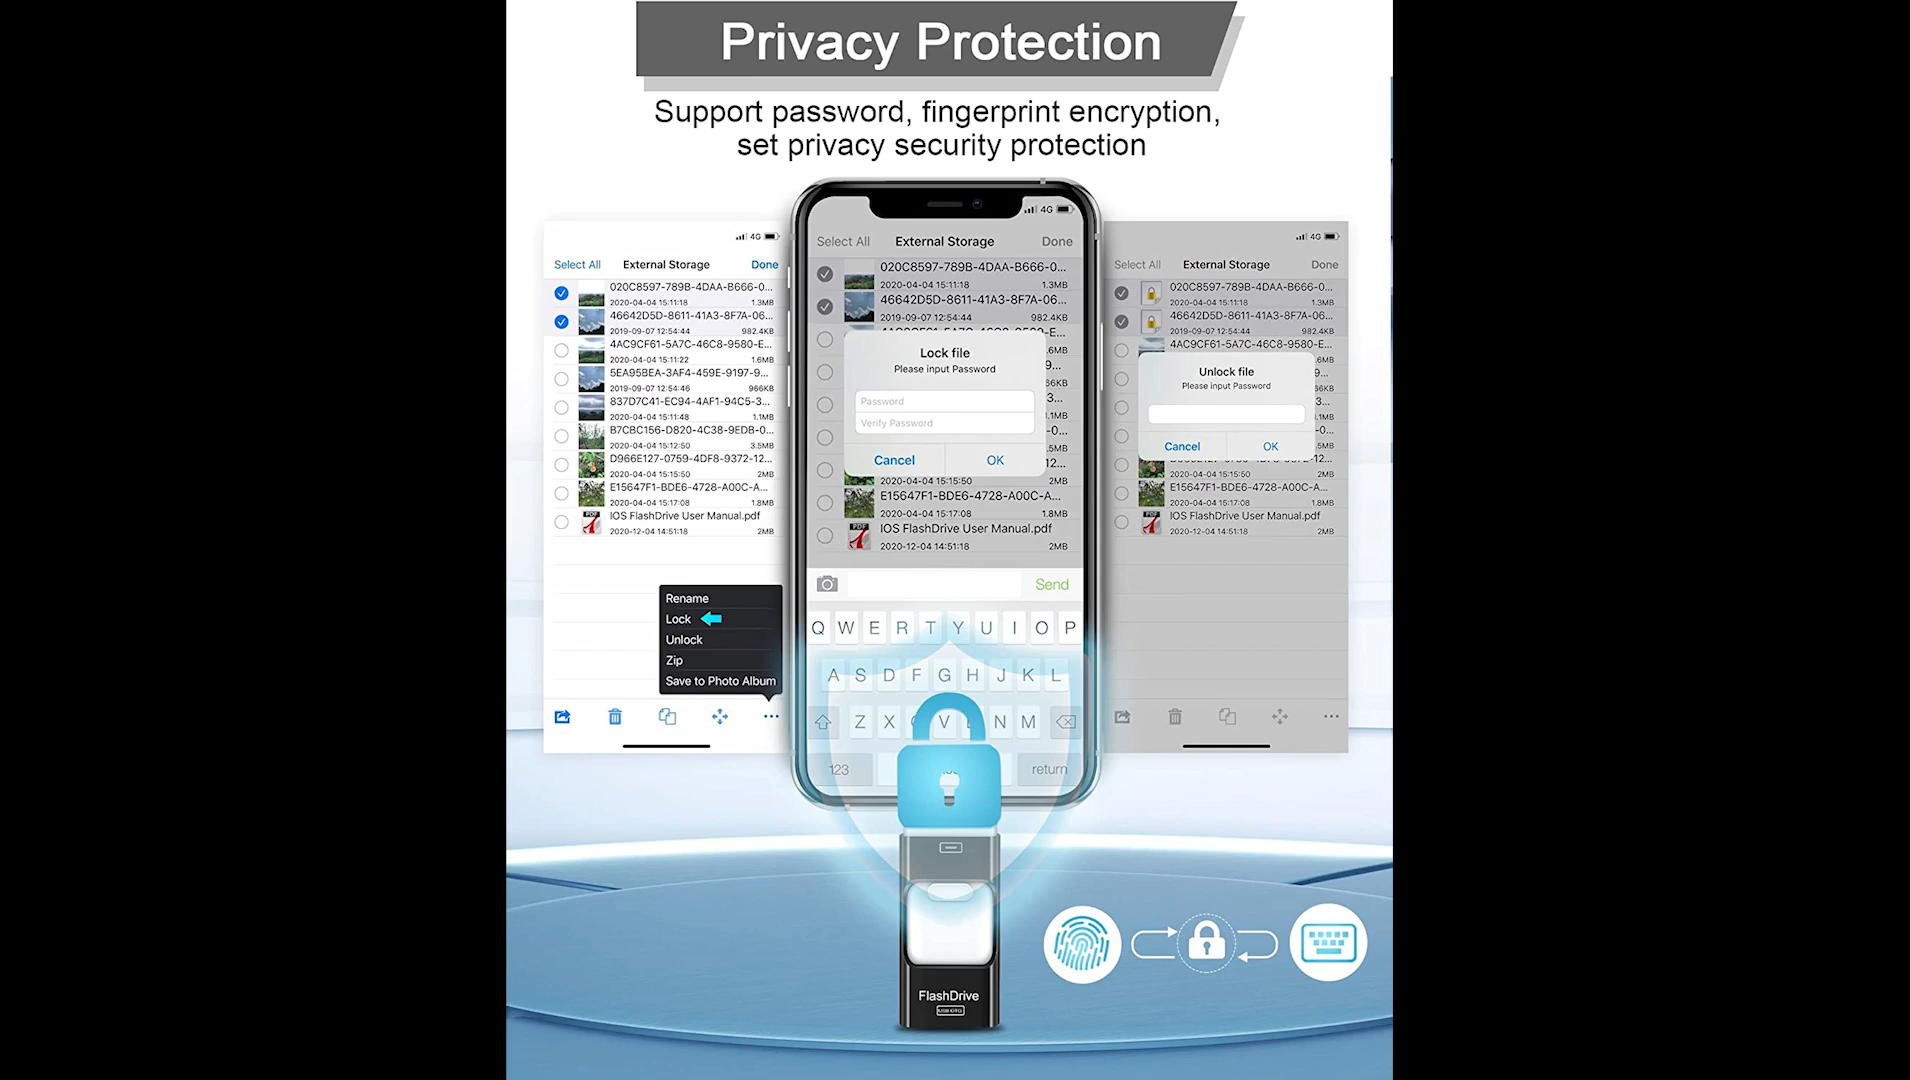 Privacy Protection
Support password, fingerprint encryption,
set privacy security protection
4G
Select All External Storage Done
020C8597-789B-4DAA-B666-0...
2020-04-04 15:11:18 1.3MB
46642D5D-8611-41A3-8F7A-06...
2019-09-07 12:54:44 982.4KB
4AC9CF61-5A7C-46C8-9580-E...
2020-04-04 15:11:22 1.6MB
5EA95BEA-3AF4-459E-9197-9...
2019-09-07 12:54:46 966KB
837D7C41-EC94-4AF1-94C5-3...
2020-04-04 15:11:48 1.1MB
B7CBC156-D820-4C38-9EDB-0...
2020-04-04 15:12:50 3.5MB
D966E127-0759-4DF8-9372-12...
2020-04-04 15:15:50 2MB
E15647F1-BDE6-4728-A00C-A...
2020-04-04 15:17:08 1.8MB
IOS FlashDrive User Manual.pdf
2020-12-04 14:51:18 2MB
Rename
Lock
Unlock
Zip
Save to Photo Album
4G
Select All External Storage Done
020C8597-789B-4DAA-B666-0...
2020-04-04 15:11:18 1.3MB
46642D5D-8611-41A3-8F7A-06...
2019-09-07 12:54:44 982.4KB
Lock file
Please input Password
Password
Verify Password
Cancel OK
2020-04-04 15:15:50 2MB
E15647F1-BDE6-4728-A00C-A...
2020-04-04 15:17:08 1.8MB
IOS FlashDrive User Manual.pdf
2020-12-04 14:51:18 2MB
Send
Q W E R T Y U I O P
A S D F G H J K L
Z X V N M
123 return
4G
Select All External Storage Done
020C8597-789B-4DAA-B666-0...
2020-04-04 15:11:18 1.3MB
46642D5D-8611-41A3-8F7A-06...
2019-09-07 12:54:44 982.4KB
4AC9CF61-5A7C-46C8-9580-E...
Unlock file
Please input Password
Cancel OK
2020-04-04 15:15:50 2MB
E15647F1-BDE6-4728-A00C-A...
2020-04-04 15:17:08 1.8MB
IOS FlashDrive User Manual.pdf
2020-12-04 14:51:18 2MB
FlashDrive
USB OTG